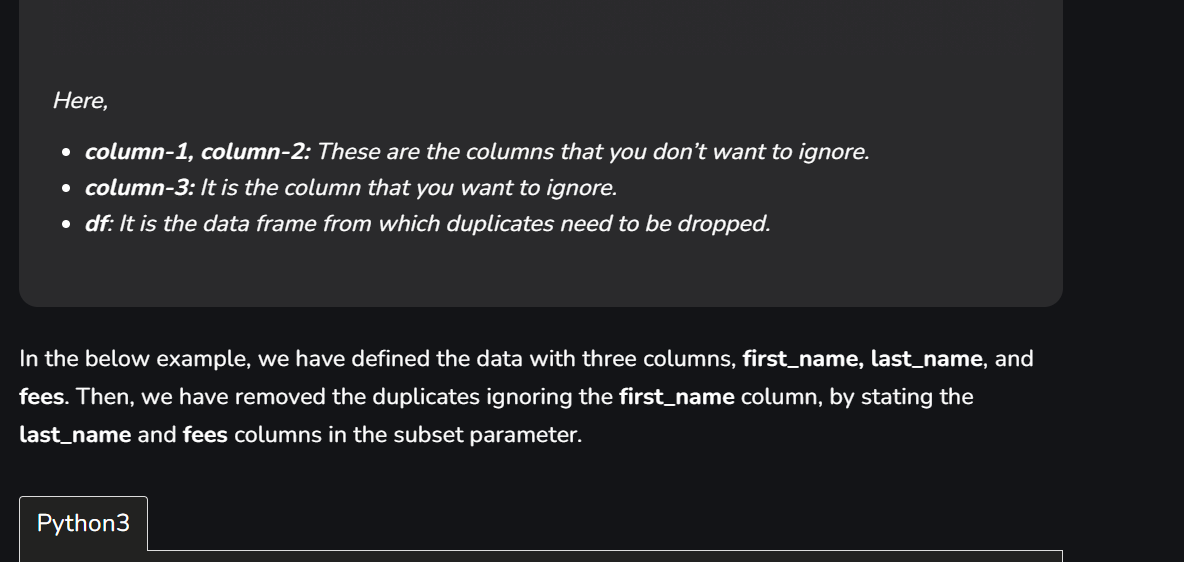 Here,
column-1, column-2: These are the columns that you don’t want to ignore.
column-3: It is the column that you want to ignore.
df: It is the data frame from which duplicates need to be dropped.
In the below example, we have defined the data with three columns, first_name, last_name, and
fees. Then, we have removed the duplicates ignoring the first_name column, by stating the
last_name and fees columns in the subset parameter.
Python3